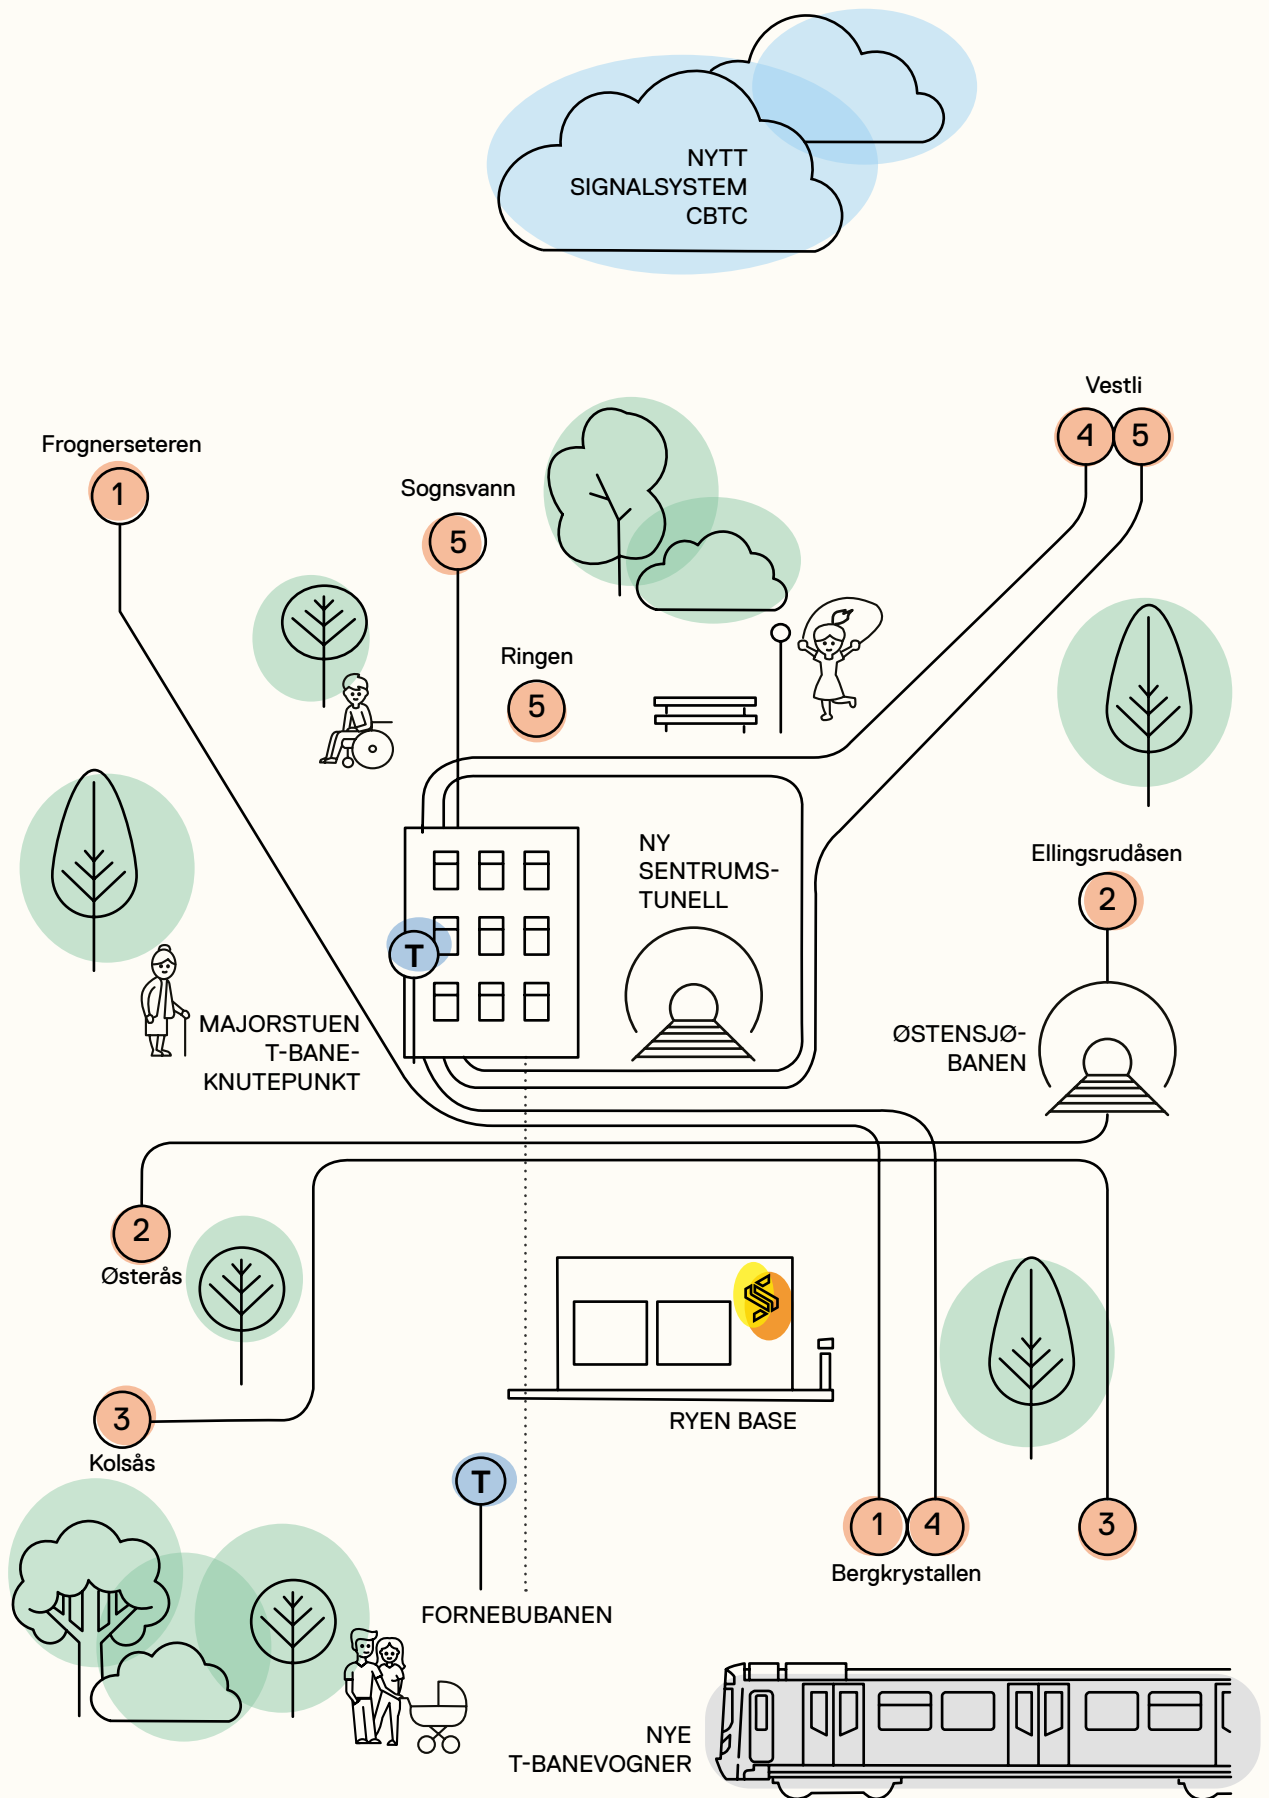 NYTT
SIGNALSYSTEM
CBTC
Vestli
4 5
Frognerseteren
1
Sognsvann
5
Ringen
5
NY
SENTRUMS-
TUNELL
Ellingsrudåsen
2
T
MAJORSTUEN
T-BANE-
KNUTEPUNKT
ØSTENSJØ-
BANEN
2
Østerås
3
Kolsås
RYEN BASE
T
FORNEBUBANEN
1 4
Bergkrystallen
3
NYE
T-BANEVOGNER